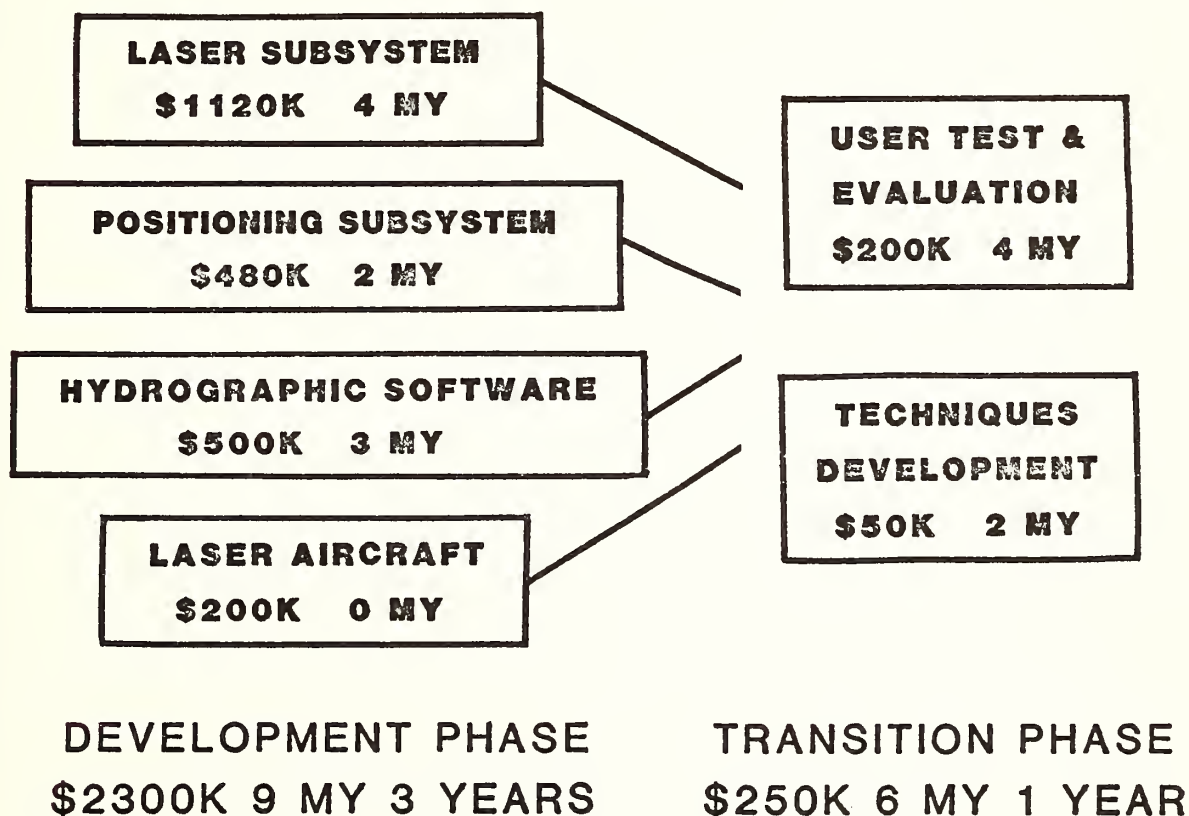 LASER SUBSYSTEM
$1120K 4 MY
POSITIONING SUBSYSTEM
$480K 2 MY
HYDROGRAPHIC SOFTWARE
$500K 3 MY
LASER AIRCRAFT
$200K 0 MY
DEVELOPMENT PHASE
$2300K 9 MY 3 YEARS
USER TEST &
EVALUATION
$200K 4 MY
TECHNIQUES
DEVELOPMENT
$50K 2 MY
TRANSITION PHASE
$250K 6 MY 1 YEAR